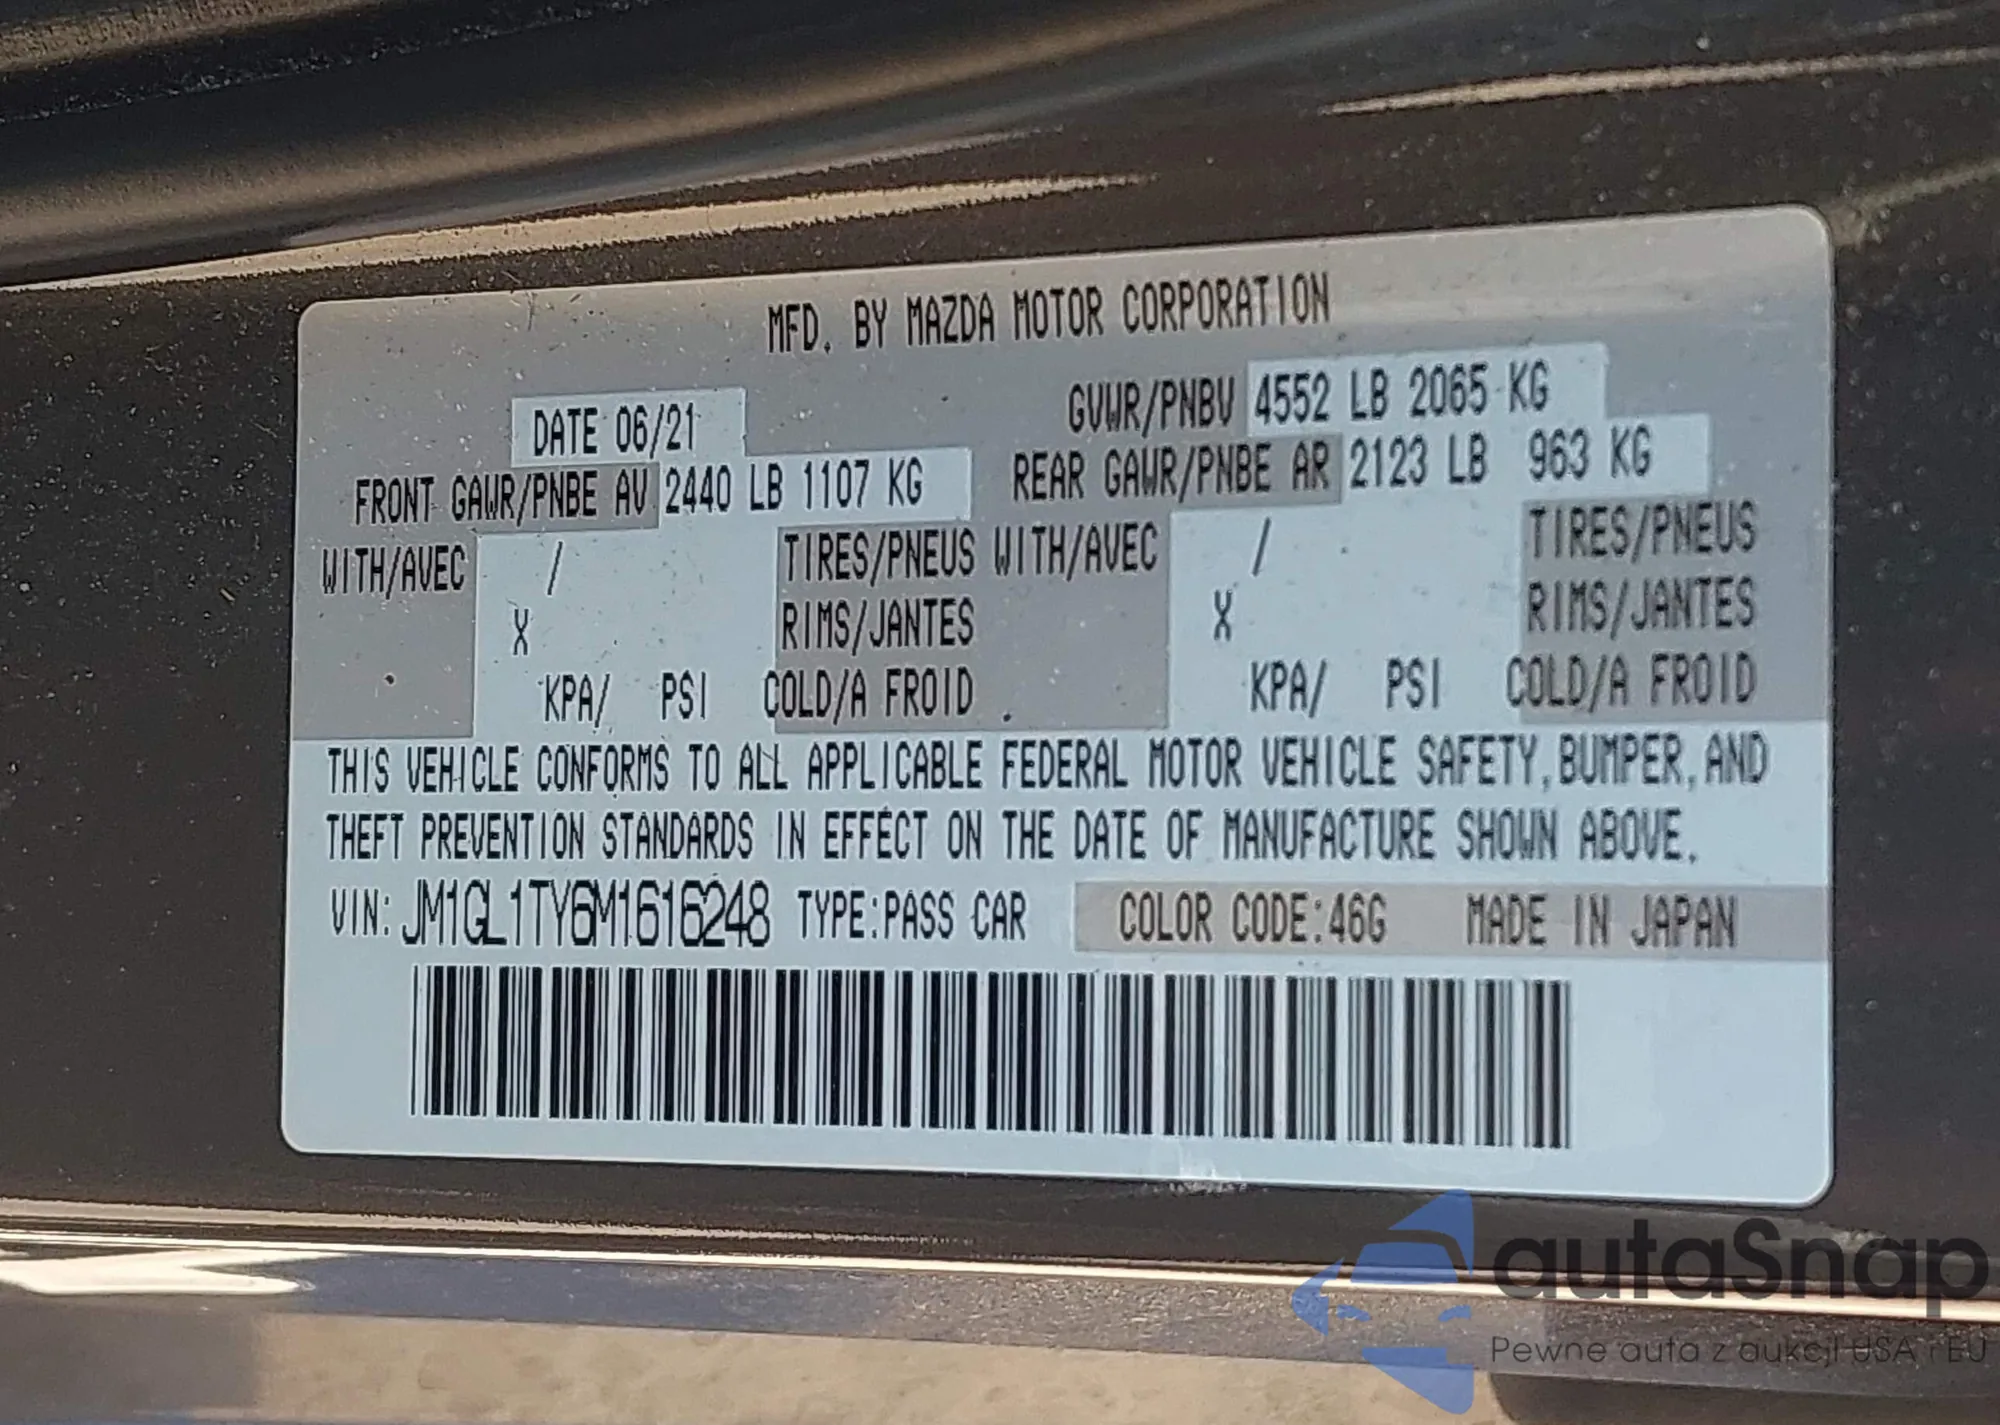 MFD. BY MAZDA MOTOR CORPORATION
DATE 06/21 GVWR/PNBV 4552 LB 2065 KG
FRONT GAWR/PNBE AV 2440 LB 1107 KG REAR GAWR/PNBE AR 2123 LB 963 KG
WITH/AVEC / TIRES/PNEUS WITH/AVEC / TIRES/PNEUS
X RIMS/JANTES X RIMS/JANTES
KPA/ PSI COLD/A FROID KPA/ PSI COLD/A FROID
THIS VEHICLE CONFORMS TO ALL APPLICABLE FEDERAL MOTOR VEHICLE SAFETY, BUMPER, AND
THEFT PREVENTION STANDARDS IN EFFECT ON THE DATE OF MANUFACTURE SHOWN ABOVE.
VIN: JM1GL1TY6M1616248 TYPE:PASS CAR COLOR CODE:46G MADE IN JAPAN
autaSnap
Pewne auta z aukcji USA i EU